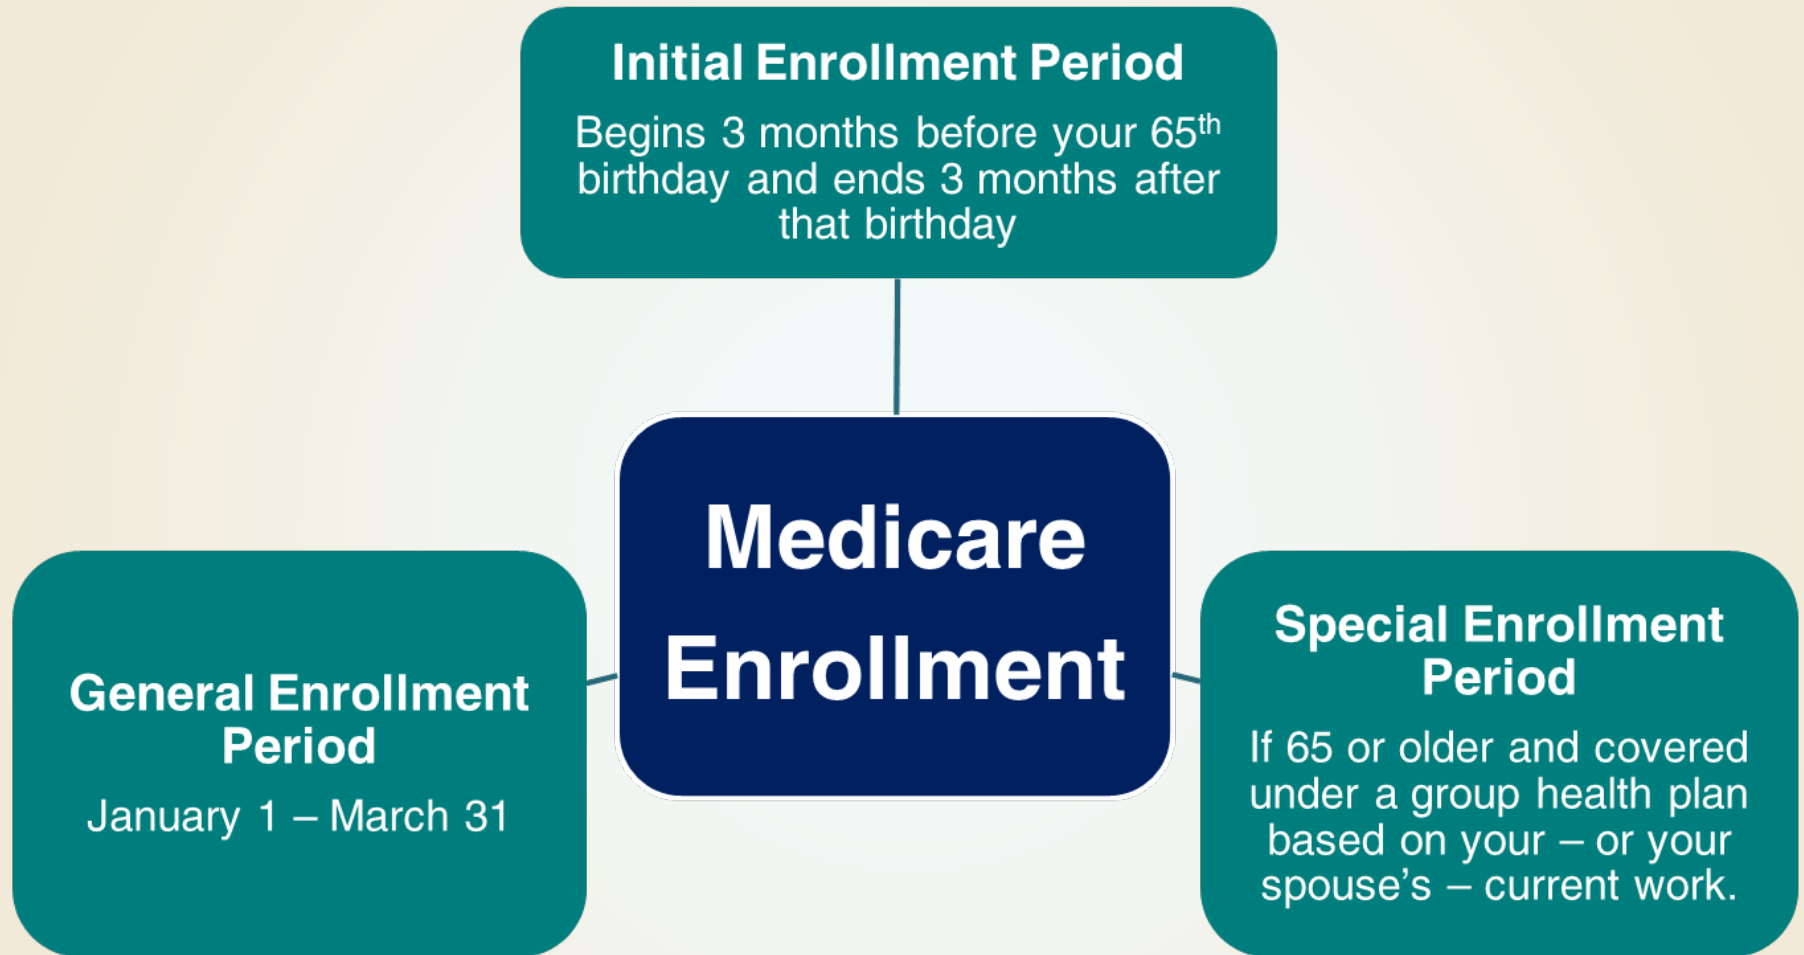 Initial Enrollment Period
Begins 3 months before your 65th
birthday and ends 3 months after
that birthday
Medicare
Enrollment
General Enrollment
Period
January 1 – March 31
Special Enrollment
Period
If 65 or older and covered
under a group health plan
based on your – or your
spouse’s – current work.